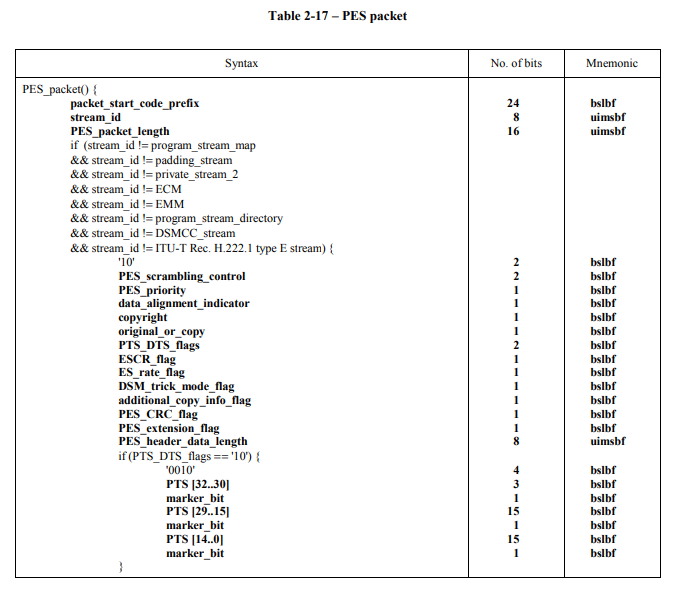 Table 2-17 – PES packet
Syntax No. of bits Mnemonic
PES_packet() {
packet_start_code_prefix 24 bslbf
stream_id 8 uimsbf
PES_packet_length 16 uimsbf
if (stream_id != program_stream_map
&& stream_id != padding_stream
&& stream_id != private_stream_2
&& stream_id != ECM
&& stream_id != EMM
&& stream_id != program_stream_directory
&& stream_id != DSMCC_stream
&& stream_id != ITU-T Rec. H.222.1 type E stream) {
'10' 2 bslbf
PES_scrambling_control 2 bslbf
PES_priority 1 bslbf
data_alignment_indicator 1 bslbf
copyright 1 bslbf
original_or_copy 1 bslbf
PTS_DTS_flags 2 bslbf
ESCR_flag 1 bslbf
ES_rate_flag 1 bslbf
DSM_trick_mode_flag 1 bslbf
additional_copy_info_flag 1 bslbf
PES_CRC_flag 1 bslbf
PES_extension_flag 1 bslbf
PES_header_data_length 8 uimsbf
if (PTS_DTS_flags == '10') {
'0010' 4 bslbf
PTS [32..30] 3 bslbf
marker_bit 1 bslbf
PTS [29..15] 15 bslbf
marker_bit 1 bslbf
PTS [14..0] 15 bslbf
marker_bit 1 bslbf
}